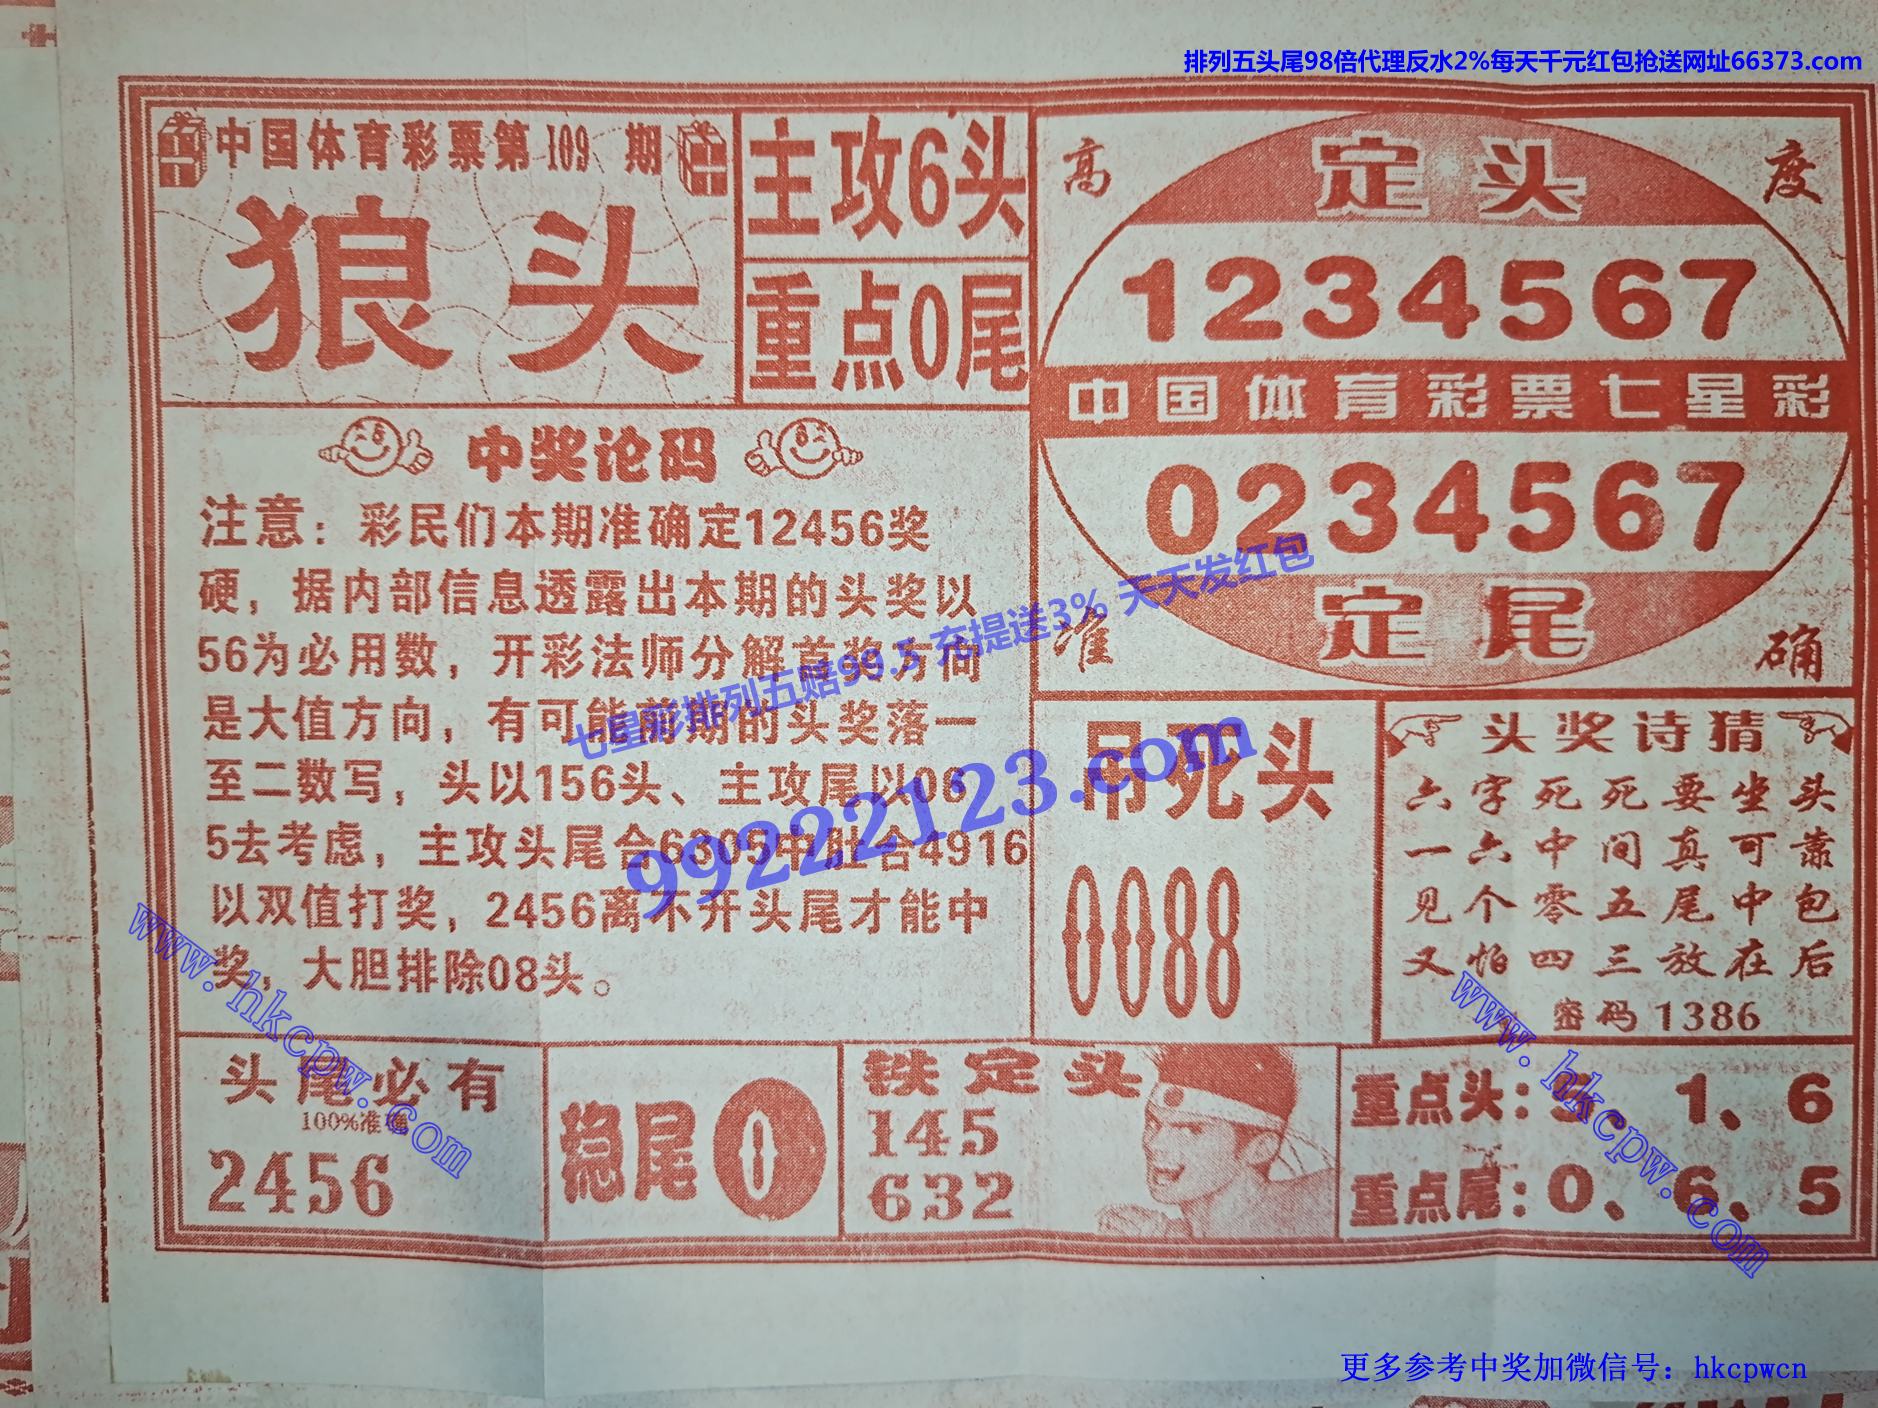 排列五头尾98倍代理反水2%每天千元红包抢送网址66373.com
中国体育彩票第109期
狼头
主攻6头
重点0尾
高度
定头
1234567
中国体育彩票七星彩
0234567
定尾
准确
中奖论码
注意：彩民们本期准确定12456奖
硬，据内部信息透露出本期的头奖以
56为必用数，开彩法师分解首奖方向
是大值方向，有可能前期的头奖落一
至二数写，头以156头、主攻尾以06
5去考虑，主攻头尾合6305中肚合4916
以双值打奖，2456离不开头尾才能中
奖，大胆排除08头。
七星彩排列五赔99.5 充提送3% 天天发红包
99222123.com
吊死头
0088
头奖诗猜
六字死死要坐头
一六中间真可靠
见个零五尾中包
又怕四三放在后
密码1386
www.hkcpw.com
www.hkcpw.com
头尾必有
100%准确
2456
稳尾0
铁定头
145
632
重点头：5、1、6
重点尾：0、6、5
更多参考中奖加微信号：hkcpwcn